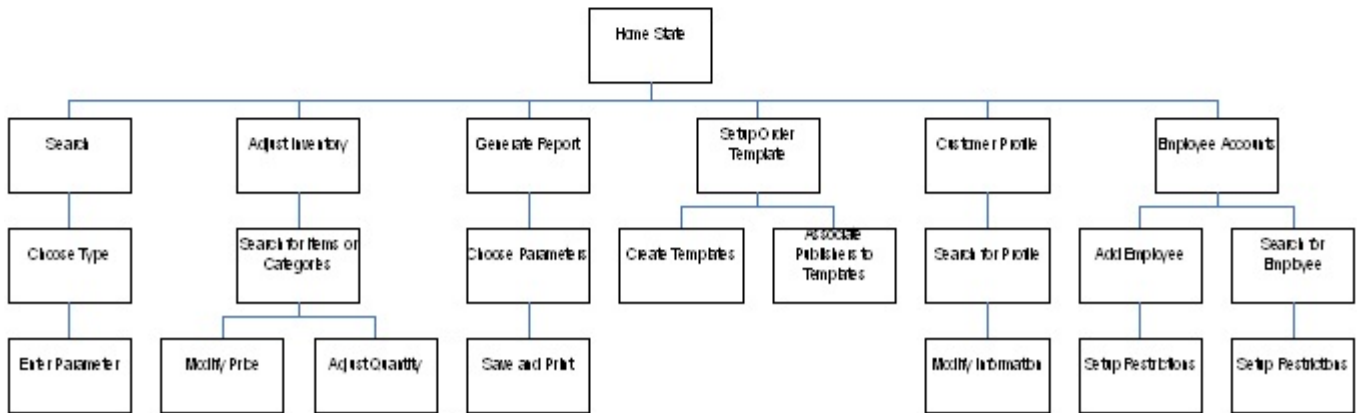 Home State
Search
Adjust Inventory
Generate Report
Setup Order
Template
Customer Profile
Employee Accounts
Choose Type
Search for Items or
Categories
Choose Parameters
Create Templates
Associate
Publishers to
Templates
Search for Profile
Add Employee
Search for
Employee
Enter Parameter
Modify Price
Adjust Quantity
Save and Print
Modify Information
Setup Restrictions
Setup Restrictions